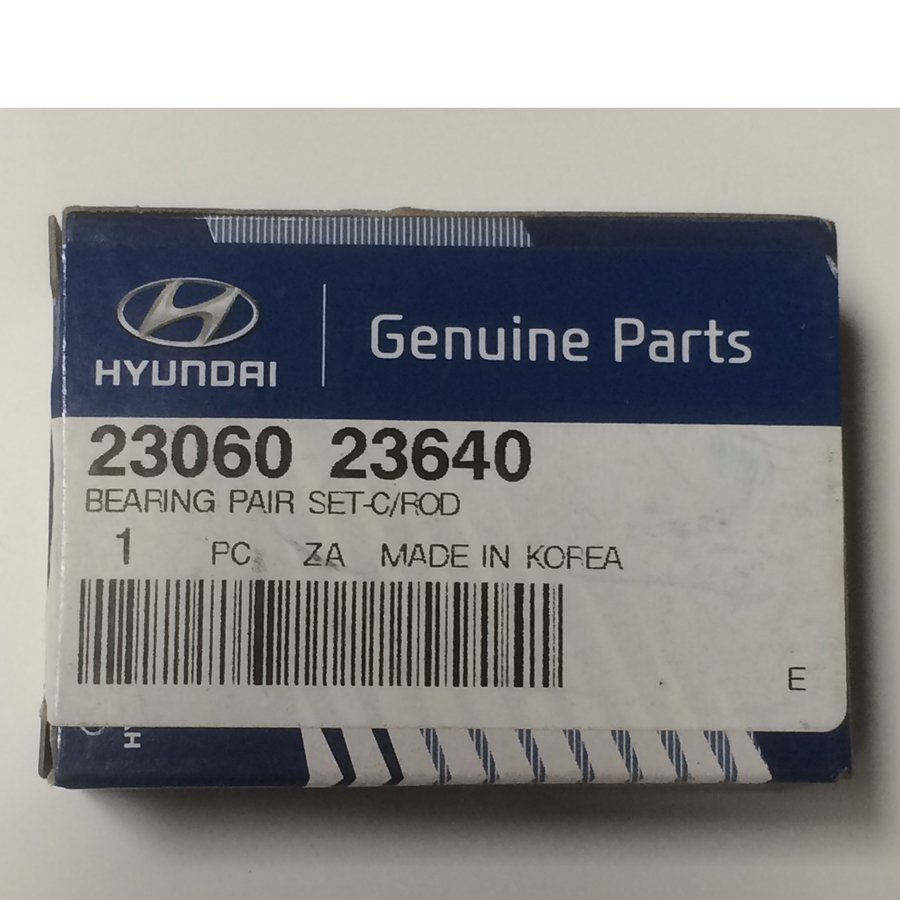 HYUNDAI
Genuine Parts
23060 23640
BEARING PAIR SET-C/ROD
1 PC ZA MADE IN KOREA
E
H